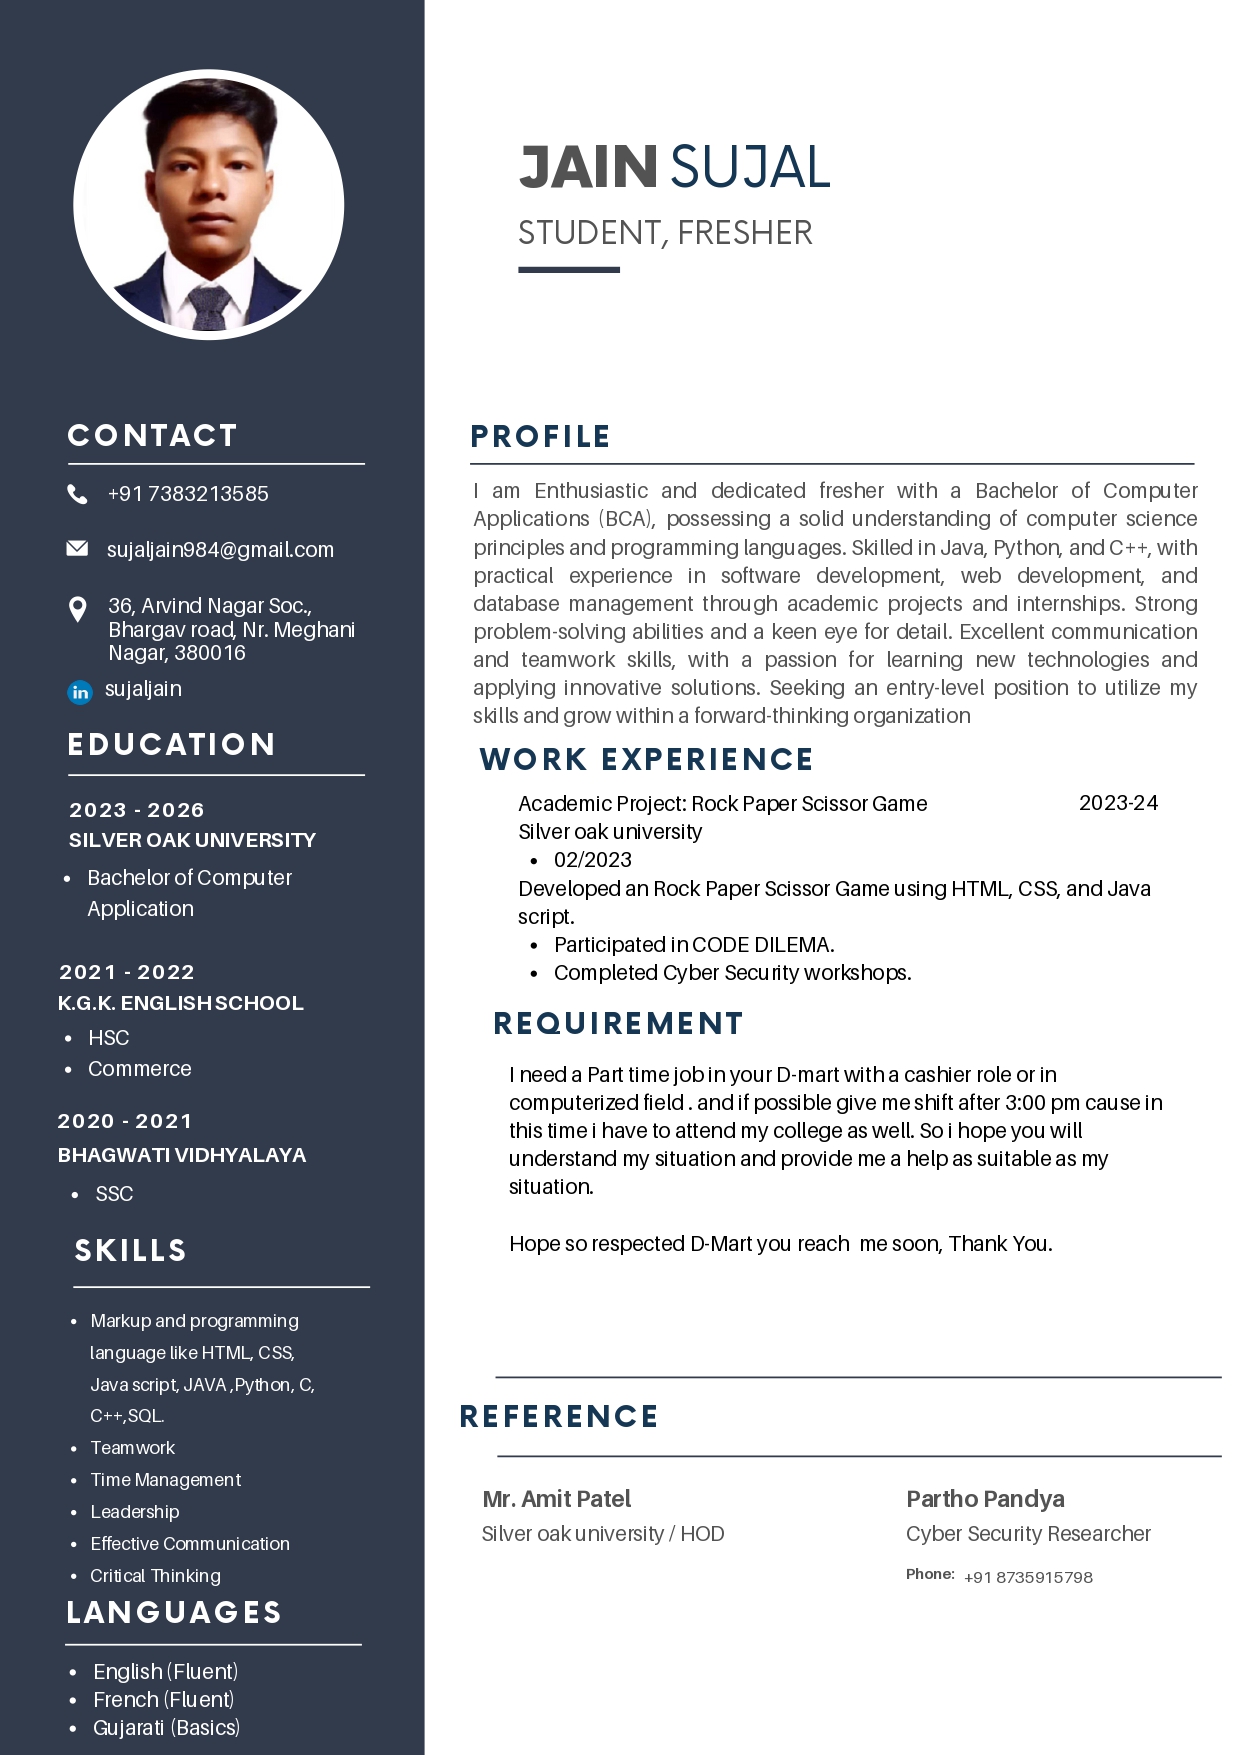 JAIN SUJAL
STUDENT, FRESHER
CONTACT
+91 7383213585
sujaljain984@gmail.com
36, Arvind Nagar Soc.,
Bhargav road, Nr. Meghani
Nagar, 380016
in sujaljain
EDUCATION
2023 - 2026
SILVER OAK UNIVERSITY
• Bachelor of Computer
Application
2021 - 2022
K.G.K. ENGLISH SCHOOL
• HSC
• Commerce
2020 - 2021
BHAGWATI VIDHYALAYA
• SSC
SKILLS
• Markup and programming
language like HTML, CSS,
Java script, JAVA ,Python, C,
C++,SQL.
• Teamwork
• Time Management
• Leadership
• Effective Communication
• Critical Thinking
LANGUAGES
• English (Fluent)
• French (Fluent)
• Gujarati (Basics)
PROFILE
I am Enthusiastic and dedicated fresher with a Bachelor of Computer
Applications (BCA), possessing a solid understanding of computer science
principles and programming languages. Skilled in Java, Python, and C++, with
practical experience in software development, web development, and
database management through academic projects and internships. Strong
problem-solving abilities and a keen eye for detail. Excellent communication
and teamwork skills, with a passion for learning new technologies and
applying innovative solutions. Seeking an entry-level position to utilize my
skills and grow within a forward-thinking organization
WORK EXPERIENCE
Academic Project: Rock Paper Scissor Game 2023-24
Silver oak university
• 02/2023
Developed an Rock Paper Scissor Game using HTML, CSS, and Java
script.
• Participated in CODE DILEMA.
• Completed Cyber Security workshops.
REQUIREMENT
I need a Part time job in your D-mart with a cashier role or in
computerized field . and if possible give me shift after 3:00 pm cause in
this time i have to attend my college as well. So i hope you will
understand my situation and provide me a help as suitable as my
situation.
Hope so respected D-Mart you reach me soon, Thank You.
REFERENCE
Mr. Amit Patel
Silver oak university / HOD
Partho Pandya
Cyber Security Researcher
Phone: +91 8735915798